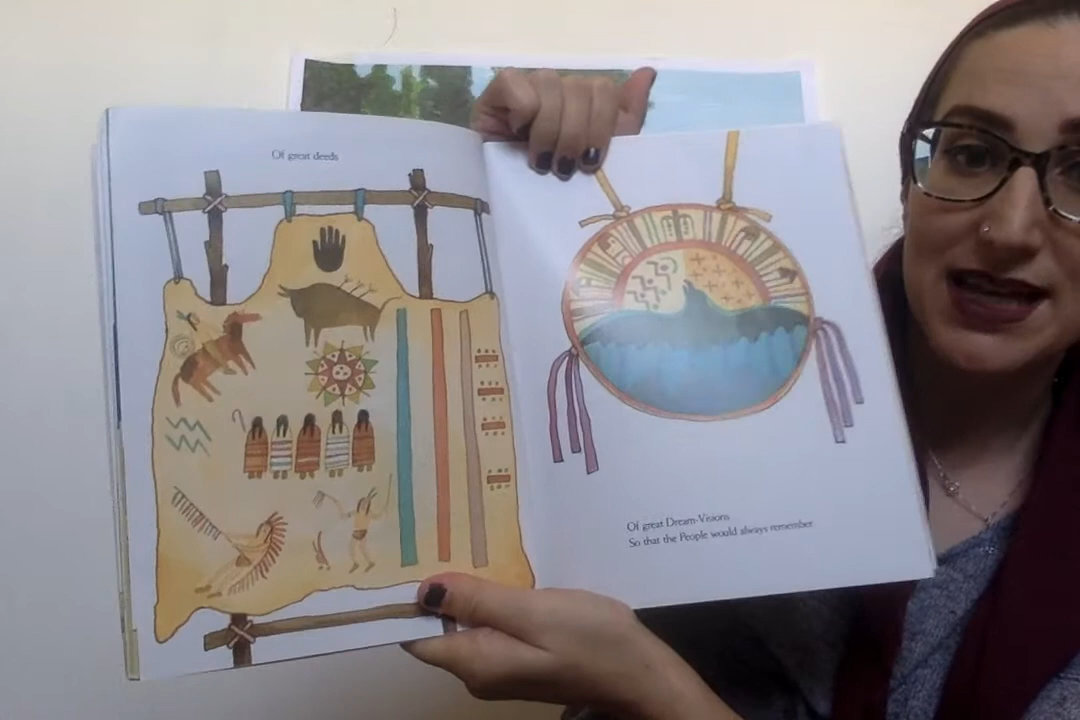 Of great deeds
Of great Dream-Visions
So that the People would always remember.